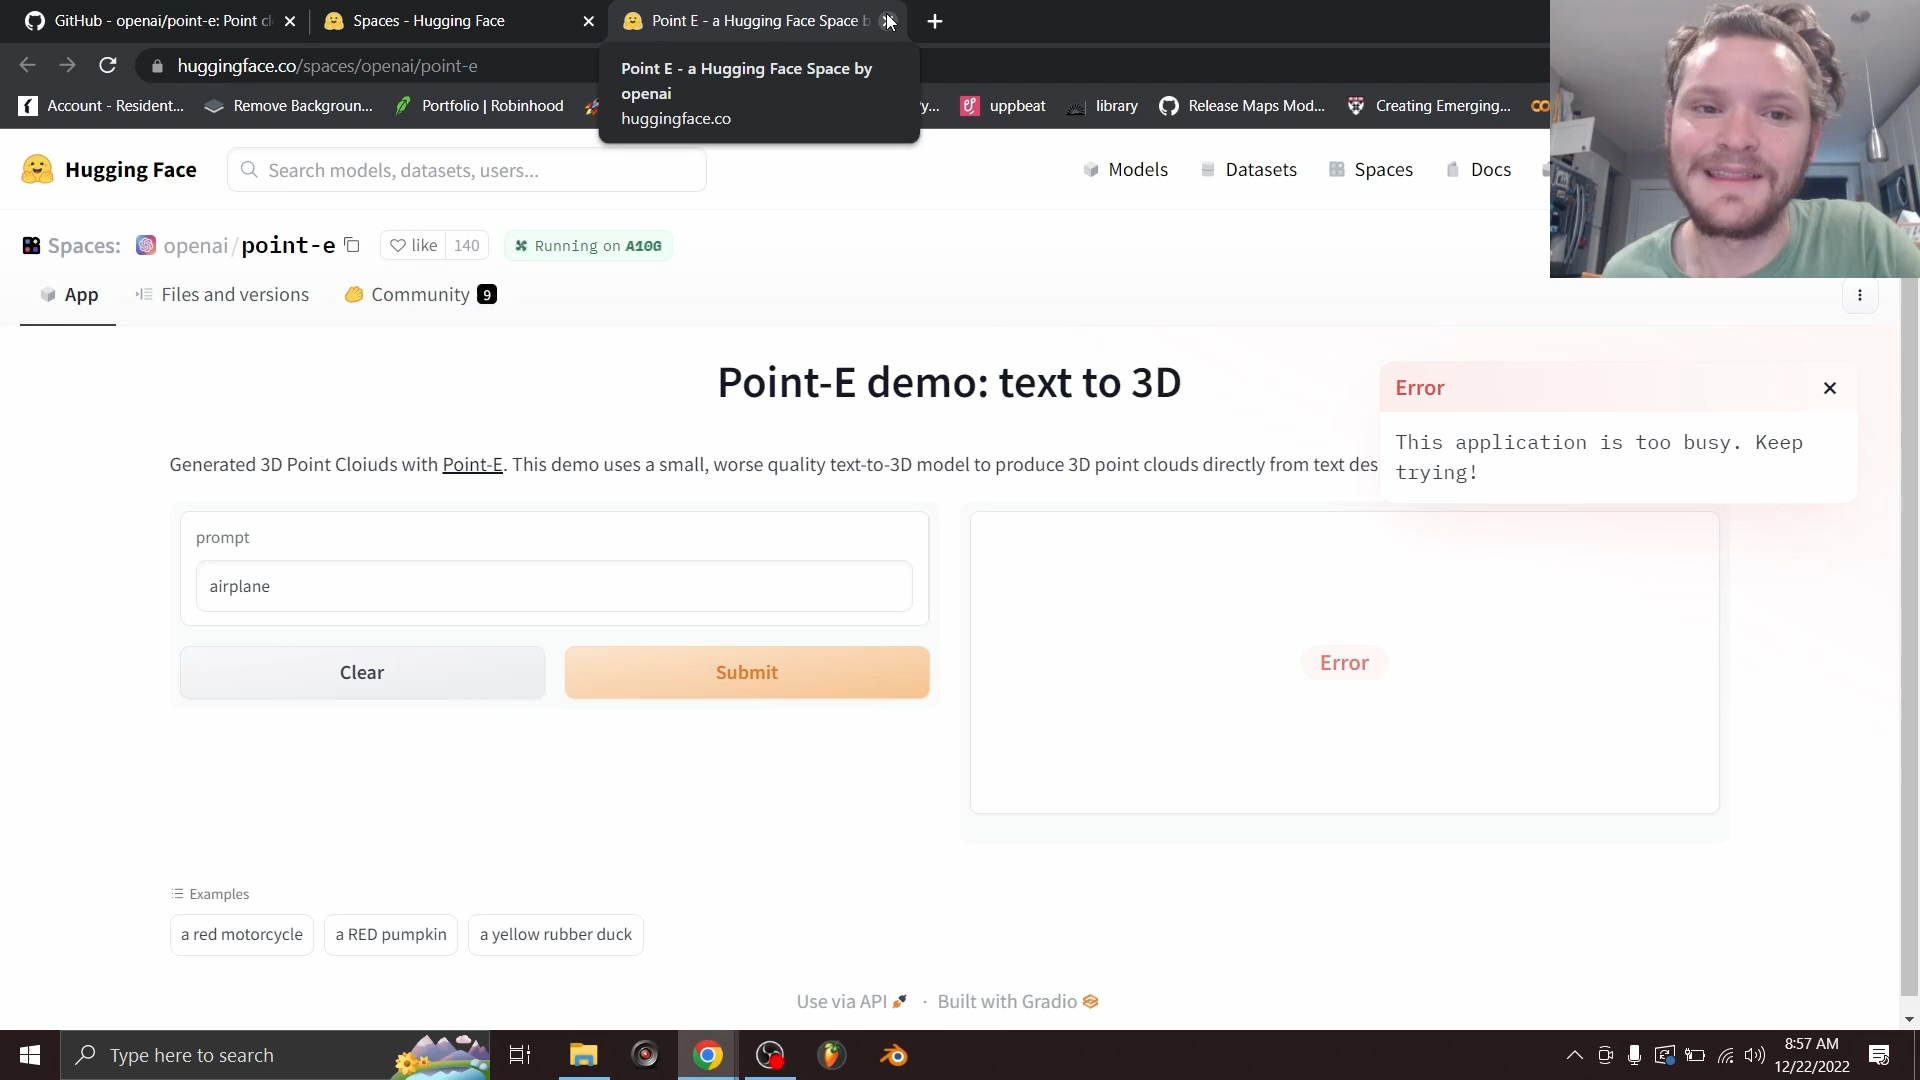 GitHub - openai/point-e: Point cl
Spaces - Hugging Face
Point E - a Hugging Face Space b
huggingface.co/spaces/openai/point-e
Point E - a Hugging Face Space by
openai
huggingface.co
Account - Resident...
Remove Backgroun...
Portfolio | Robinhood
y...
uppbeat
library
Release Maps Mod...
Creating Emerging...
Hugging Face
Search models, datasets, users...
Models
Datasets
Spaces
Docs
Spaces:
openai/point-e
like
140
Running on A10G
App
Files and versions
Community 9
Point-E demo: text to 3D
Error
This application is too busy. Keep
trying!
Generated 3D Point Cloiuds with Point-E. This demo uses a small, worse quality text-to-3D model to produce 3D point clouds directly from text des
prompt
airplane
Clear
Submit
Error
Examples
a red motorcycle
a RED pumpkin
a yellow rubber duck
Use via API
·
Built with Gradio
Type here to search
8:57 AM
12/22/2022